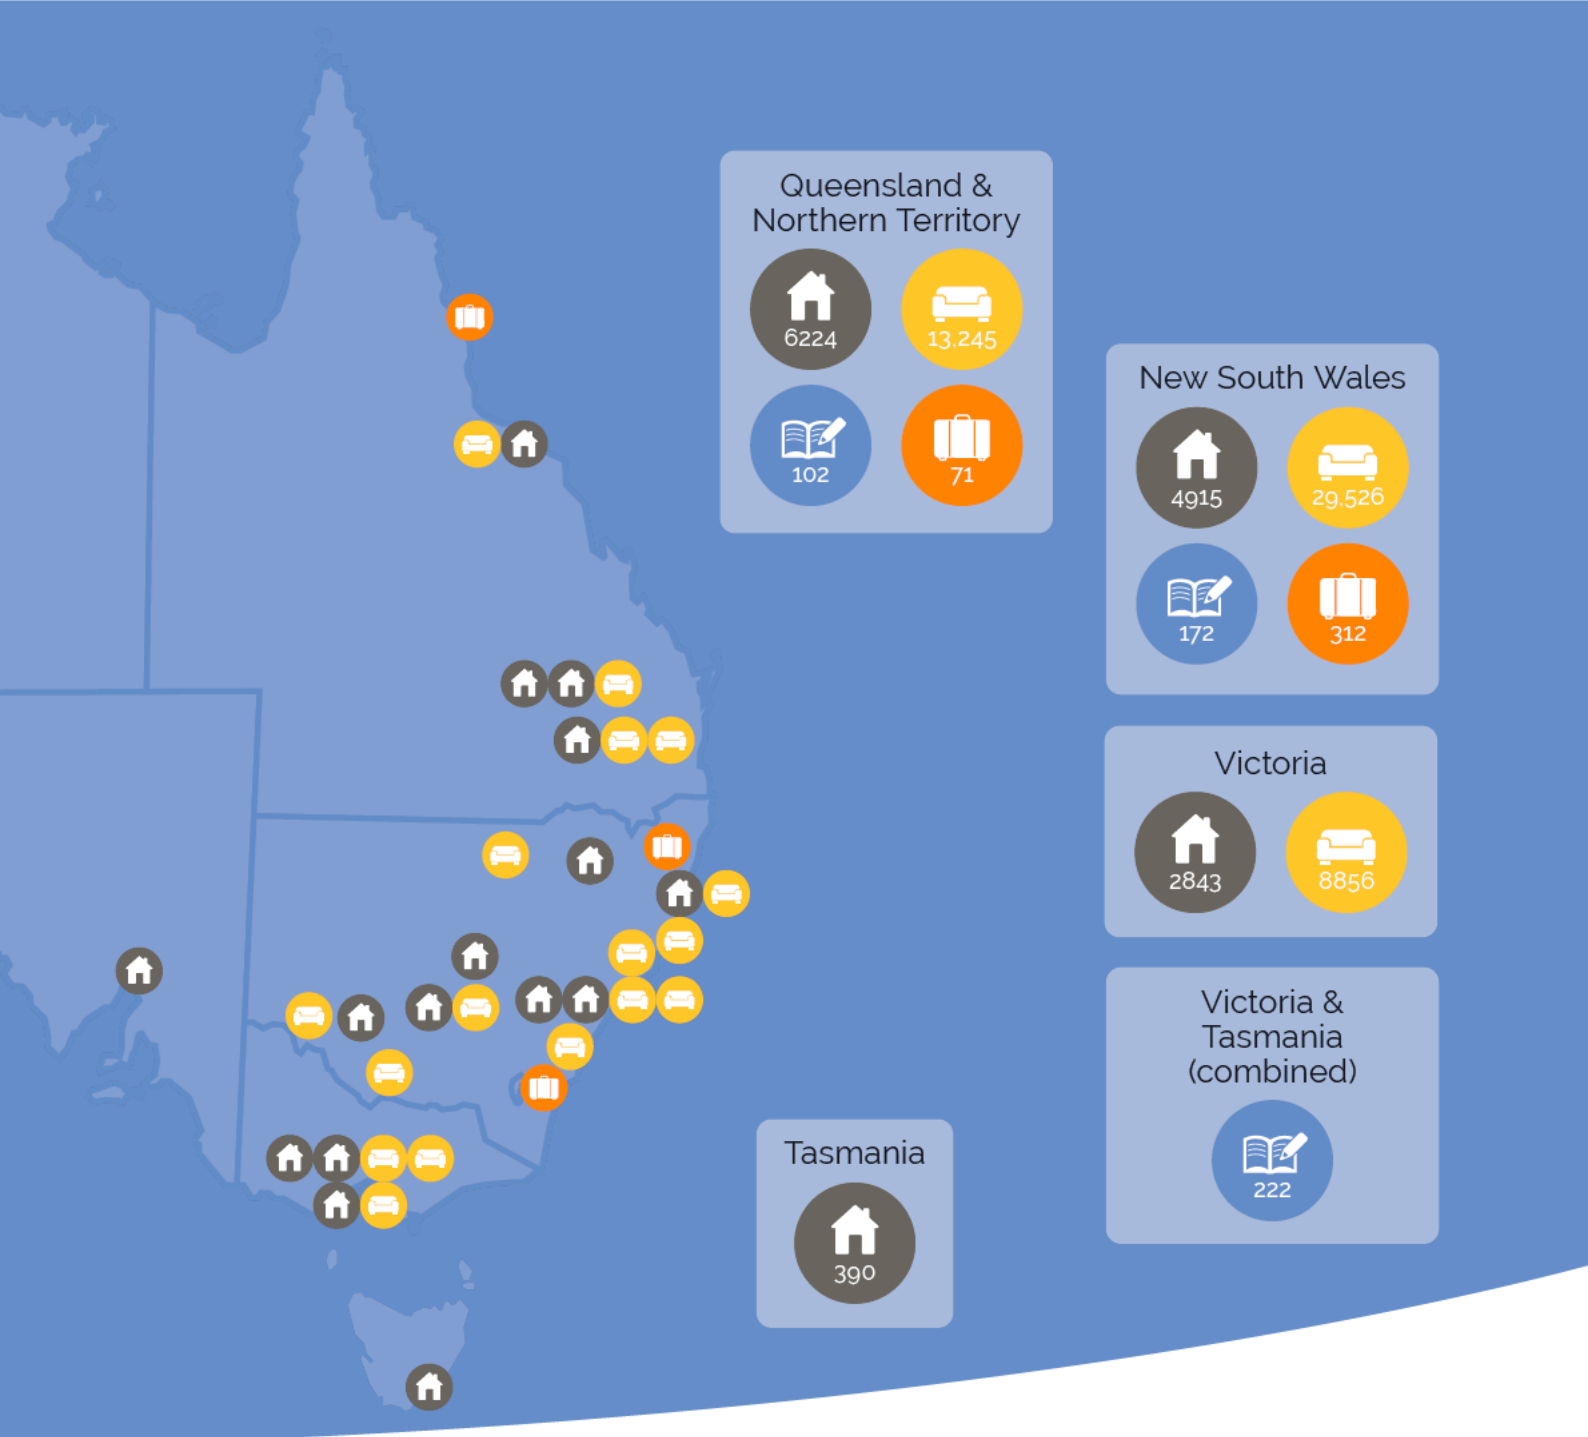 Queensland &
Northern Territory
6224
13,245
102
71
New South Wales
4915
29,526
172
312
Victoria
2843
8856
Victoria &
Tasmania
(combined)
222
Tasmania
390